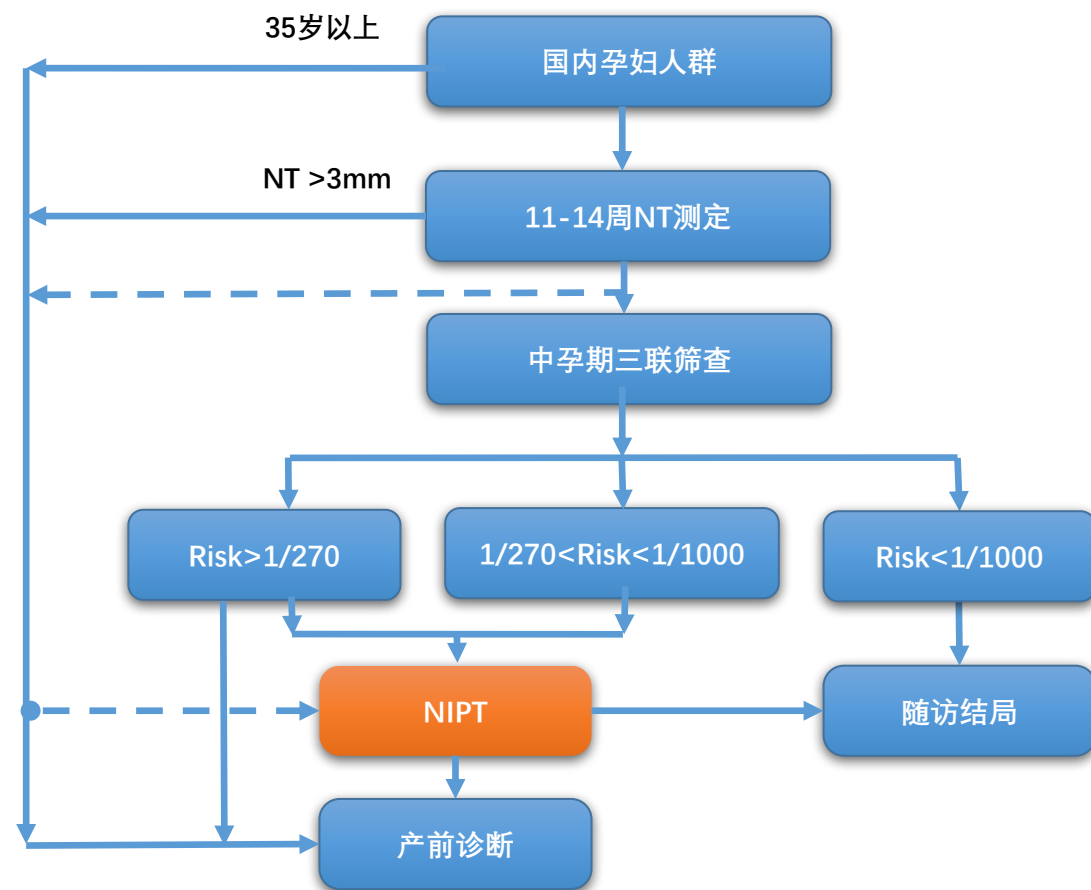 35岁以上
国内孕妇人群
NT >3mm
11-14周NT测定
中孕期三联筛查
Risk>1/270
1/270<Risk<1/1000
Risk<1/1000
NIPT
随访结局
产前诊断